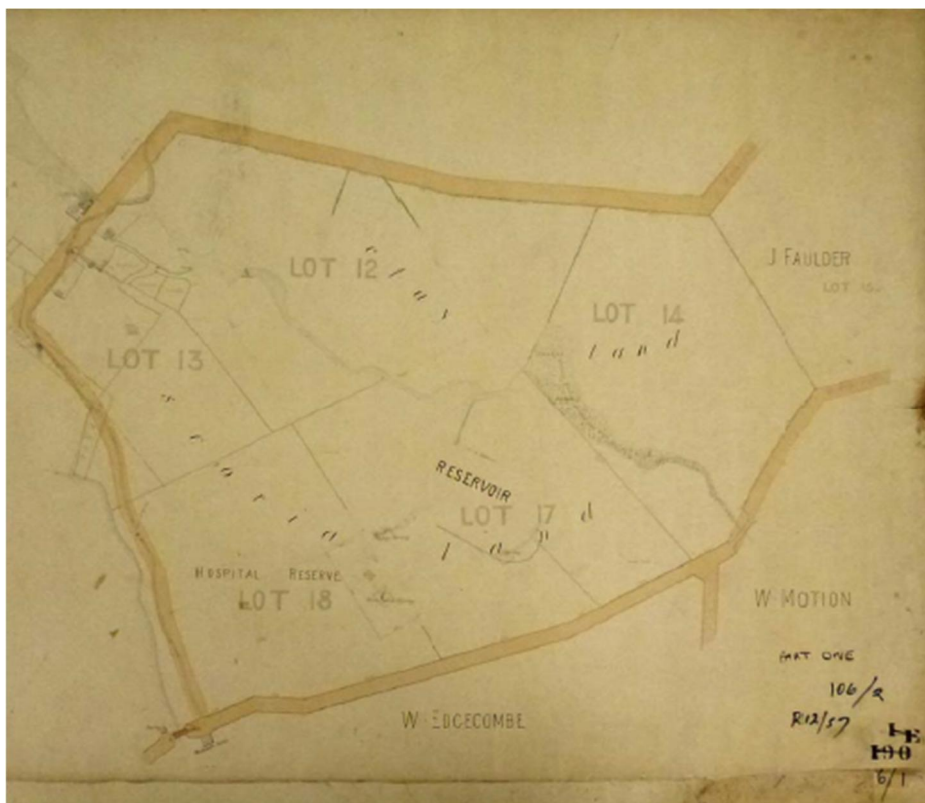 J FAULDER
LOT 12
LOT 14
LOT 13
RESERVOIR
LOT 17
HOSPITAL RESERVE
LOT 18
W. MOTION
W. EDGECOMBE
PART ONE
106/2
R12/57
190
6/1